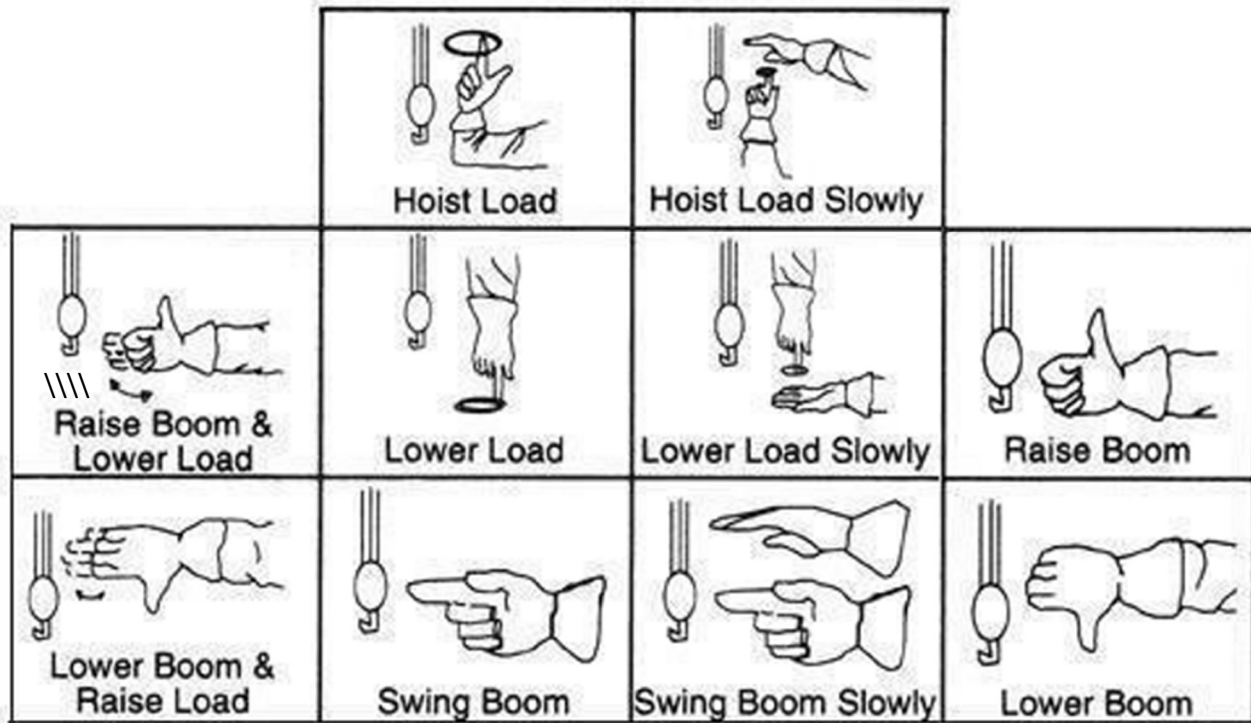 Hoist Load
Hoist Load Slowly
Raise Boom &
Lower Load
Lower Load
Lower Load Slowly
Raise Boom
Lower Boom &
Raise Load
Swing Boom
Swing Boom Slowly
Lower Boom